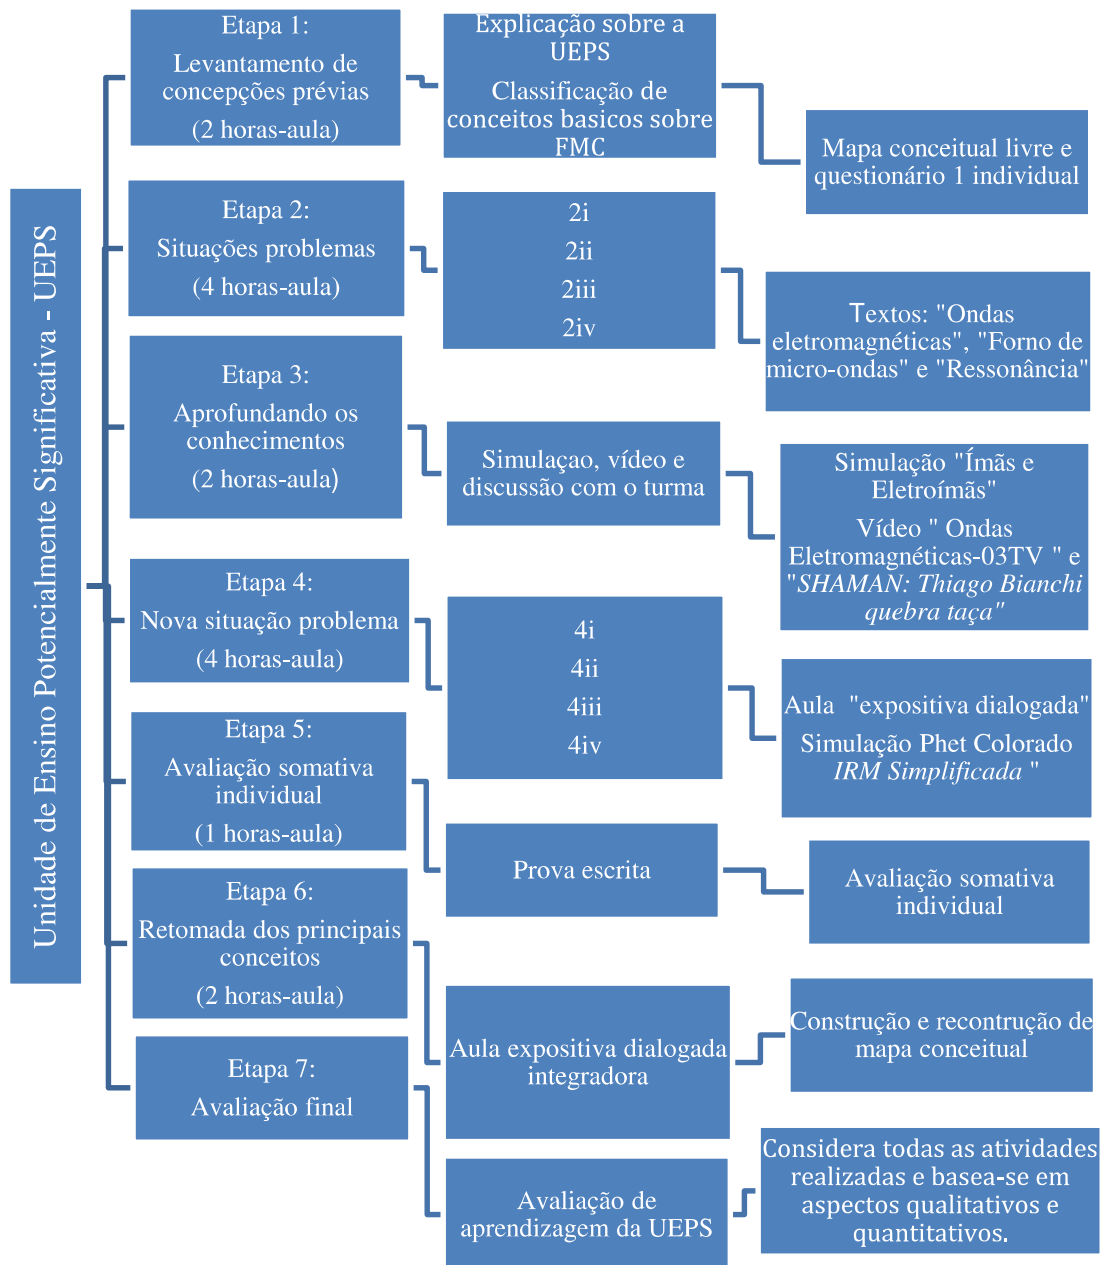 Unidade de Ensino Potencialmente Significativa - UEPS
Etapa 1:
Levantamento de
concepções prévias
(2 horas-aula)
Explicação sobre a
UEPS
Classificação de
conceitos basicos sobre
FMC
Mapa conceitual livre e
questionário 1 individual
Etapa 2:
Situações problemas
(4 horas-aula)
2i
2ii
2iii
2iv
Textos: "Ondas
eletromagnéticas", "Forno de
micro-ondas" e "Ressonância"
Etapa 3:
Aprofundando os
conhecimentos
(2 horas-aula)
Simulaçao, vídeo e
discussão com o turma
Simulação "Ímãs e
Eletroímãs"
Vídeo " Ondas
Eletromagnéticas-03TV " e
"SHAMAN: Thiago Bianchi
quebra taça"
Etapa 4:
Nova situação problema
(4 horas-aula)
4i
4ii
4iii
4iv
Aula "expositiva dialogada"
Simulação Phet Colorado
IRM Simplificada "
Etapa 5:
Avaliação somativa
individual
(1 horas-aula)
Prova escrita
Avaliação somativa
individual
Etapa 6:
Retomada dos principais
conceitos
(2 horas-aula)
Aula expositiva dialogada
integradora
Construção e recontrução de
mapa conceitual
Etapa 7:
Avaliação final
Avaliação de
aprendizagem da UEPS
Considera todas as atividades
realizadas e basea-se em
aspectos qualitativos e
quantitativos.